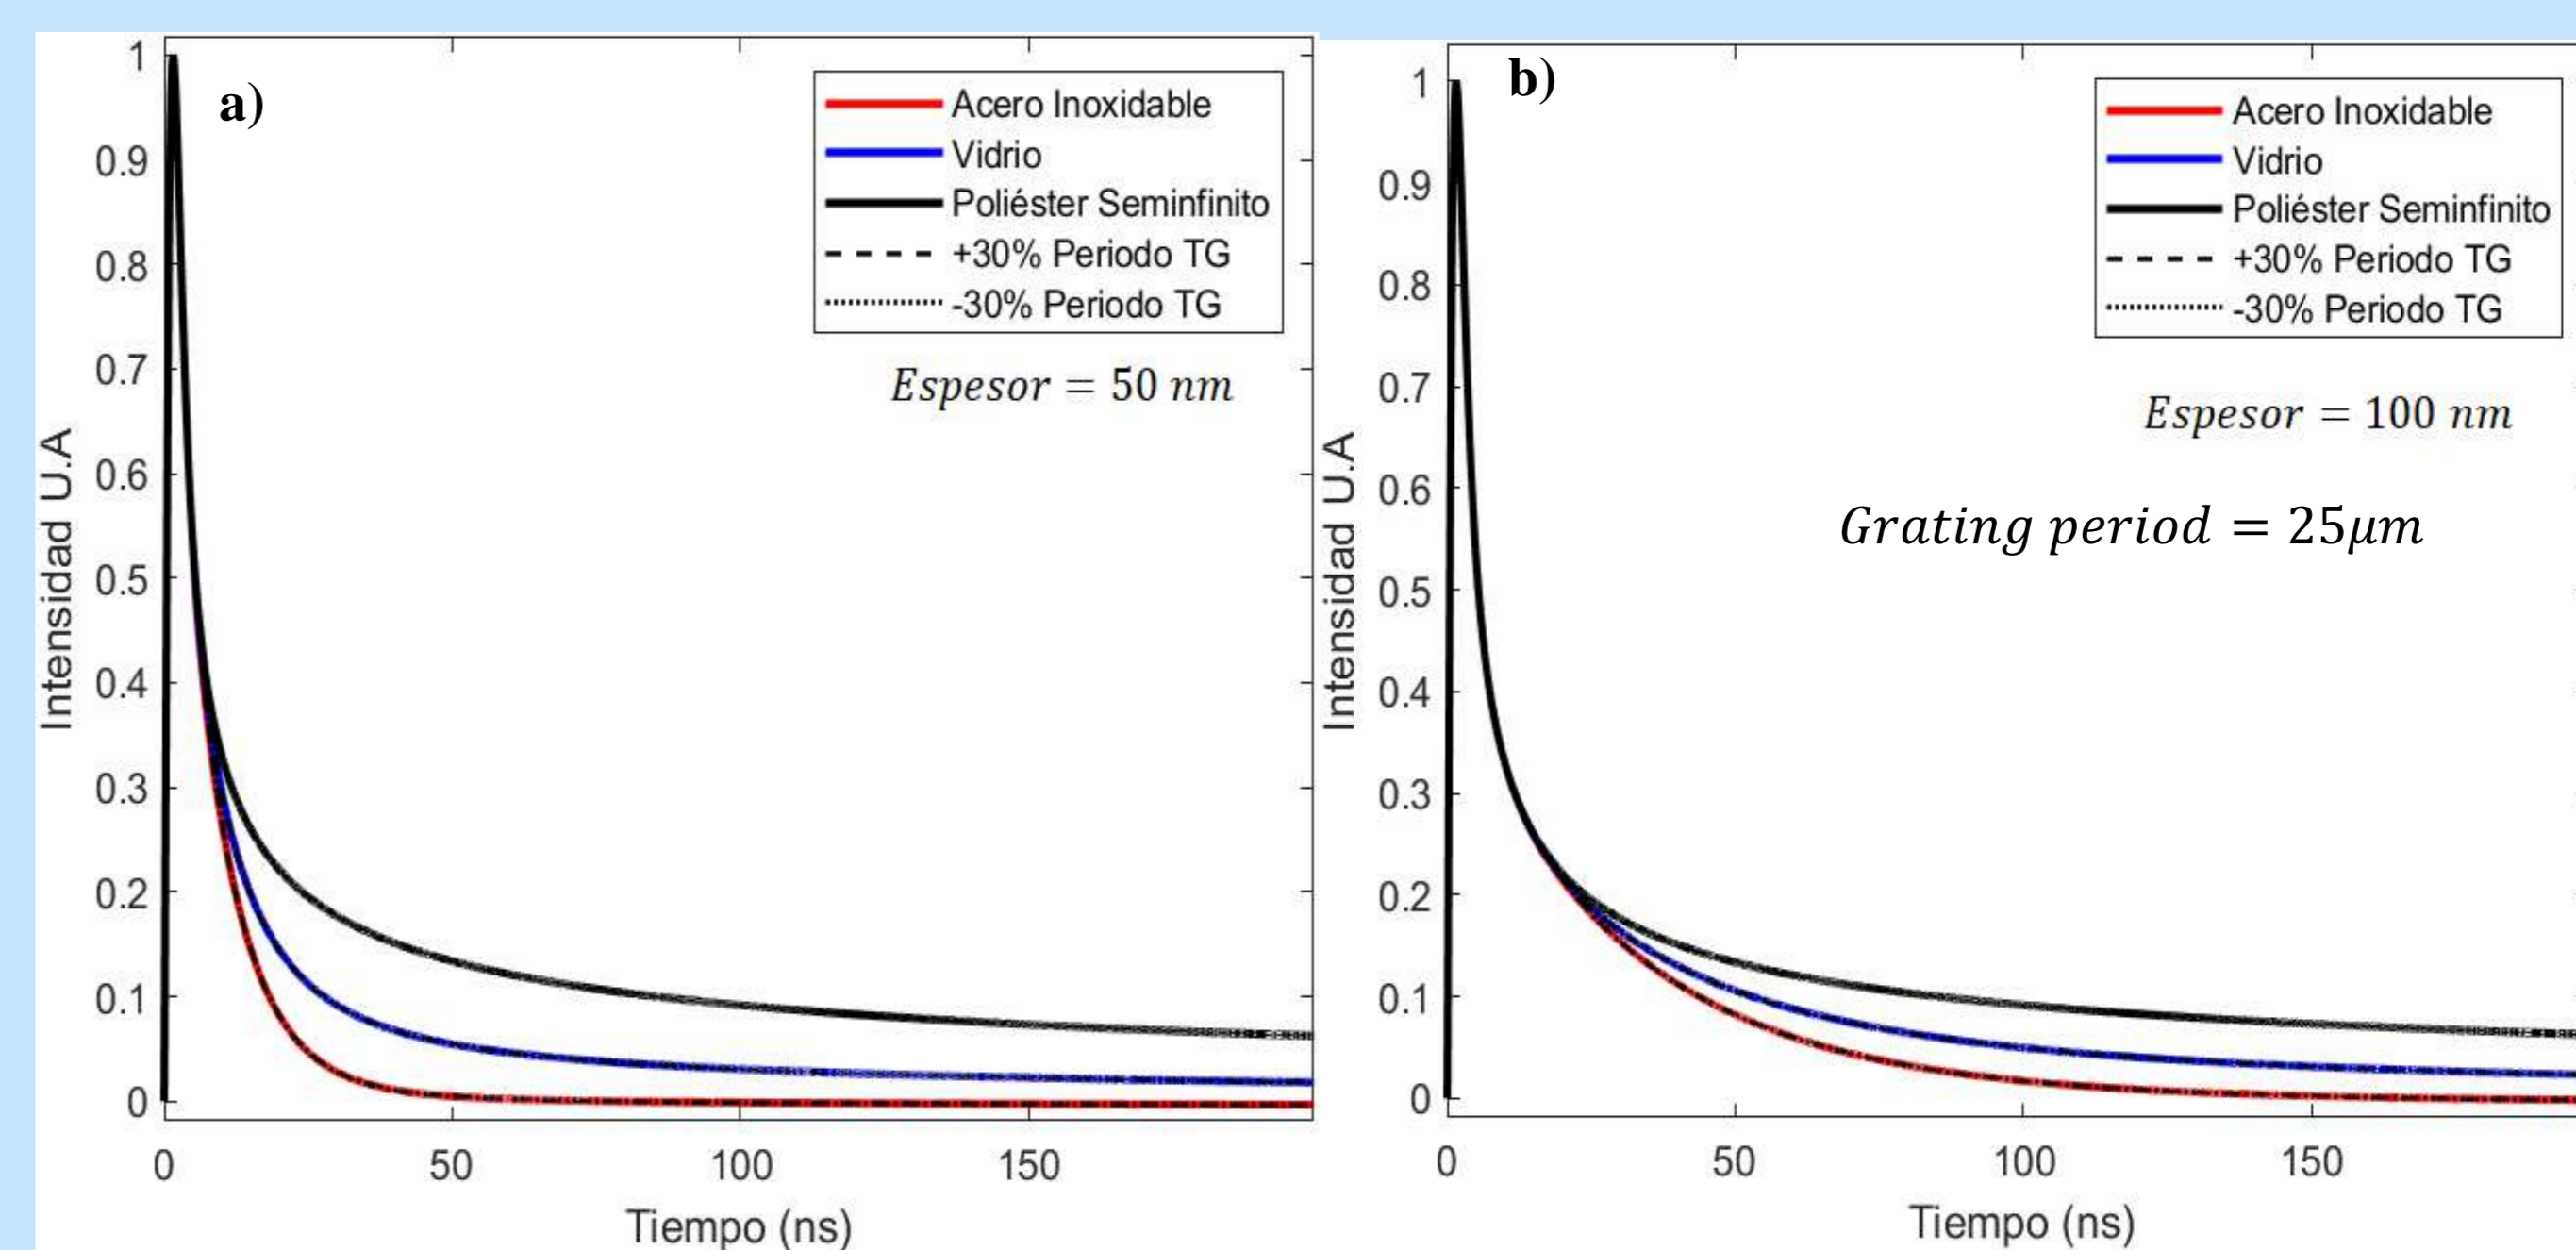 a)
1
0.9
0.8
0.7
0.6
0.5
0.4
0.3
0.2
0.1
0
Intensidad U.A
Acero Inoxidable
Vidrio
Poliéster Seminfinito
+30% Periodo TG
-30% Periodo TG
Espesor = 50 nm
0 50 100 150
Tiempo (ns)
b)
1
0.9
0.8
0.7
0.6
0.5
0.4
0.3
0.2
0.1
0
Intensidad U.A
Acero Inoxidable
Vidrio
Poliéster Seminfinito
+30% Periodo TG
-30% Periodo TG
Espesor = 100 nm
Grating period = 25μm
0 50 100 150
Tiempo (ns)